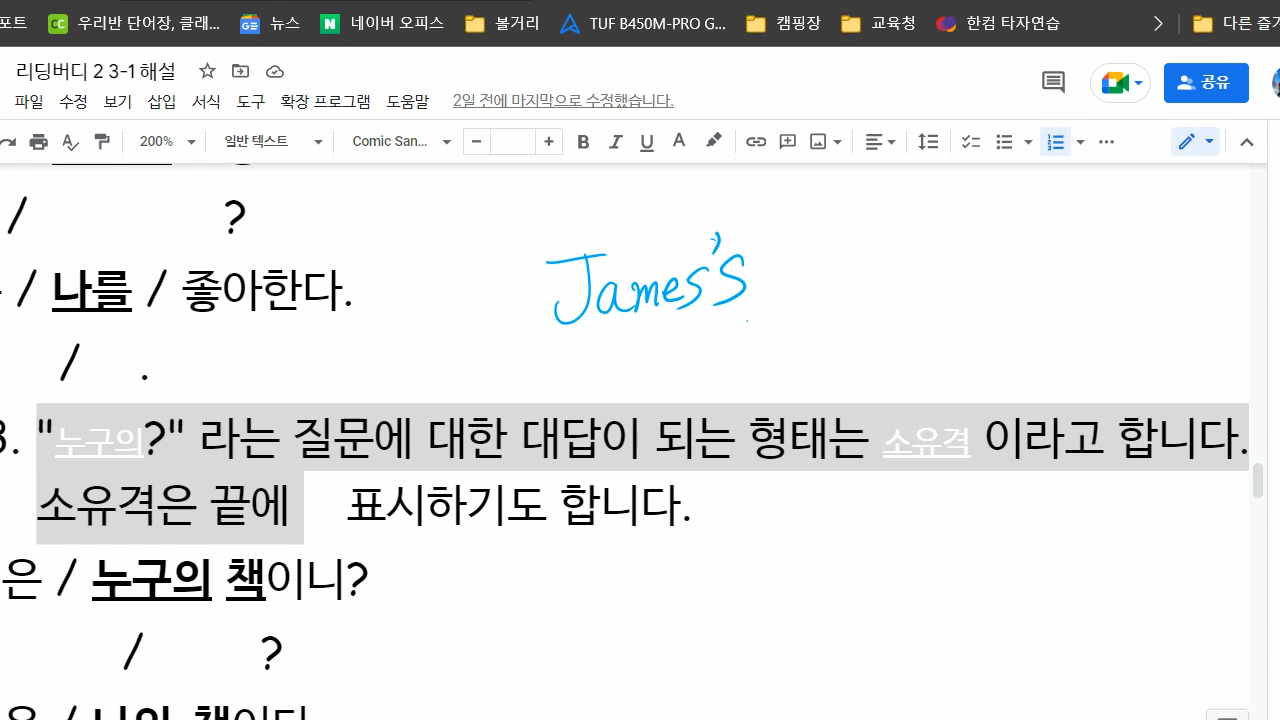 포트 우리반 단어장, 클래... 뉴스 네이버 오피스 볼거리 TUF B450M-PRO G... 캠핑장 교육청 한컴 타자연습 다른 즐겨
리딩버디 2 3-1 해설
공유
파일 수정 보기 삽입 서식 도구 확장 프로그램 도움말 2일 전에 마지막으로 수정했습니다.
200% 일반 텍스트 Comic San... − + B I U A
/ ?
/ 나를 / 좋아한다.
James's
/ .
3. "누구의?" 라는 질문에 대한 대답이 되는 형태는 소유격 이라고 합니다.
소유격은 끝에 표시하기도 합니다.
은 / 누구의 책이니?
/ ?
은 / 나의 책이다